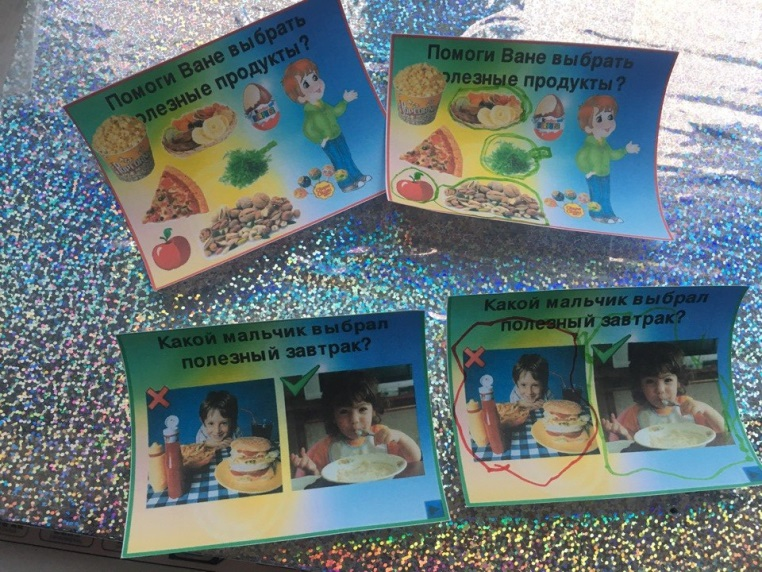 Помоги Ване выбрать
полезные продукты?
Помоги Ване выбрать
олезные продукты?
Какой мальчик выбрал
полезный завтрак?
Какой мальчик выбрал
полезный завтрак?